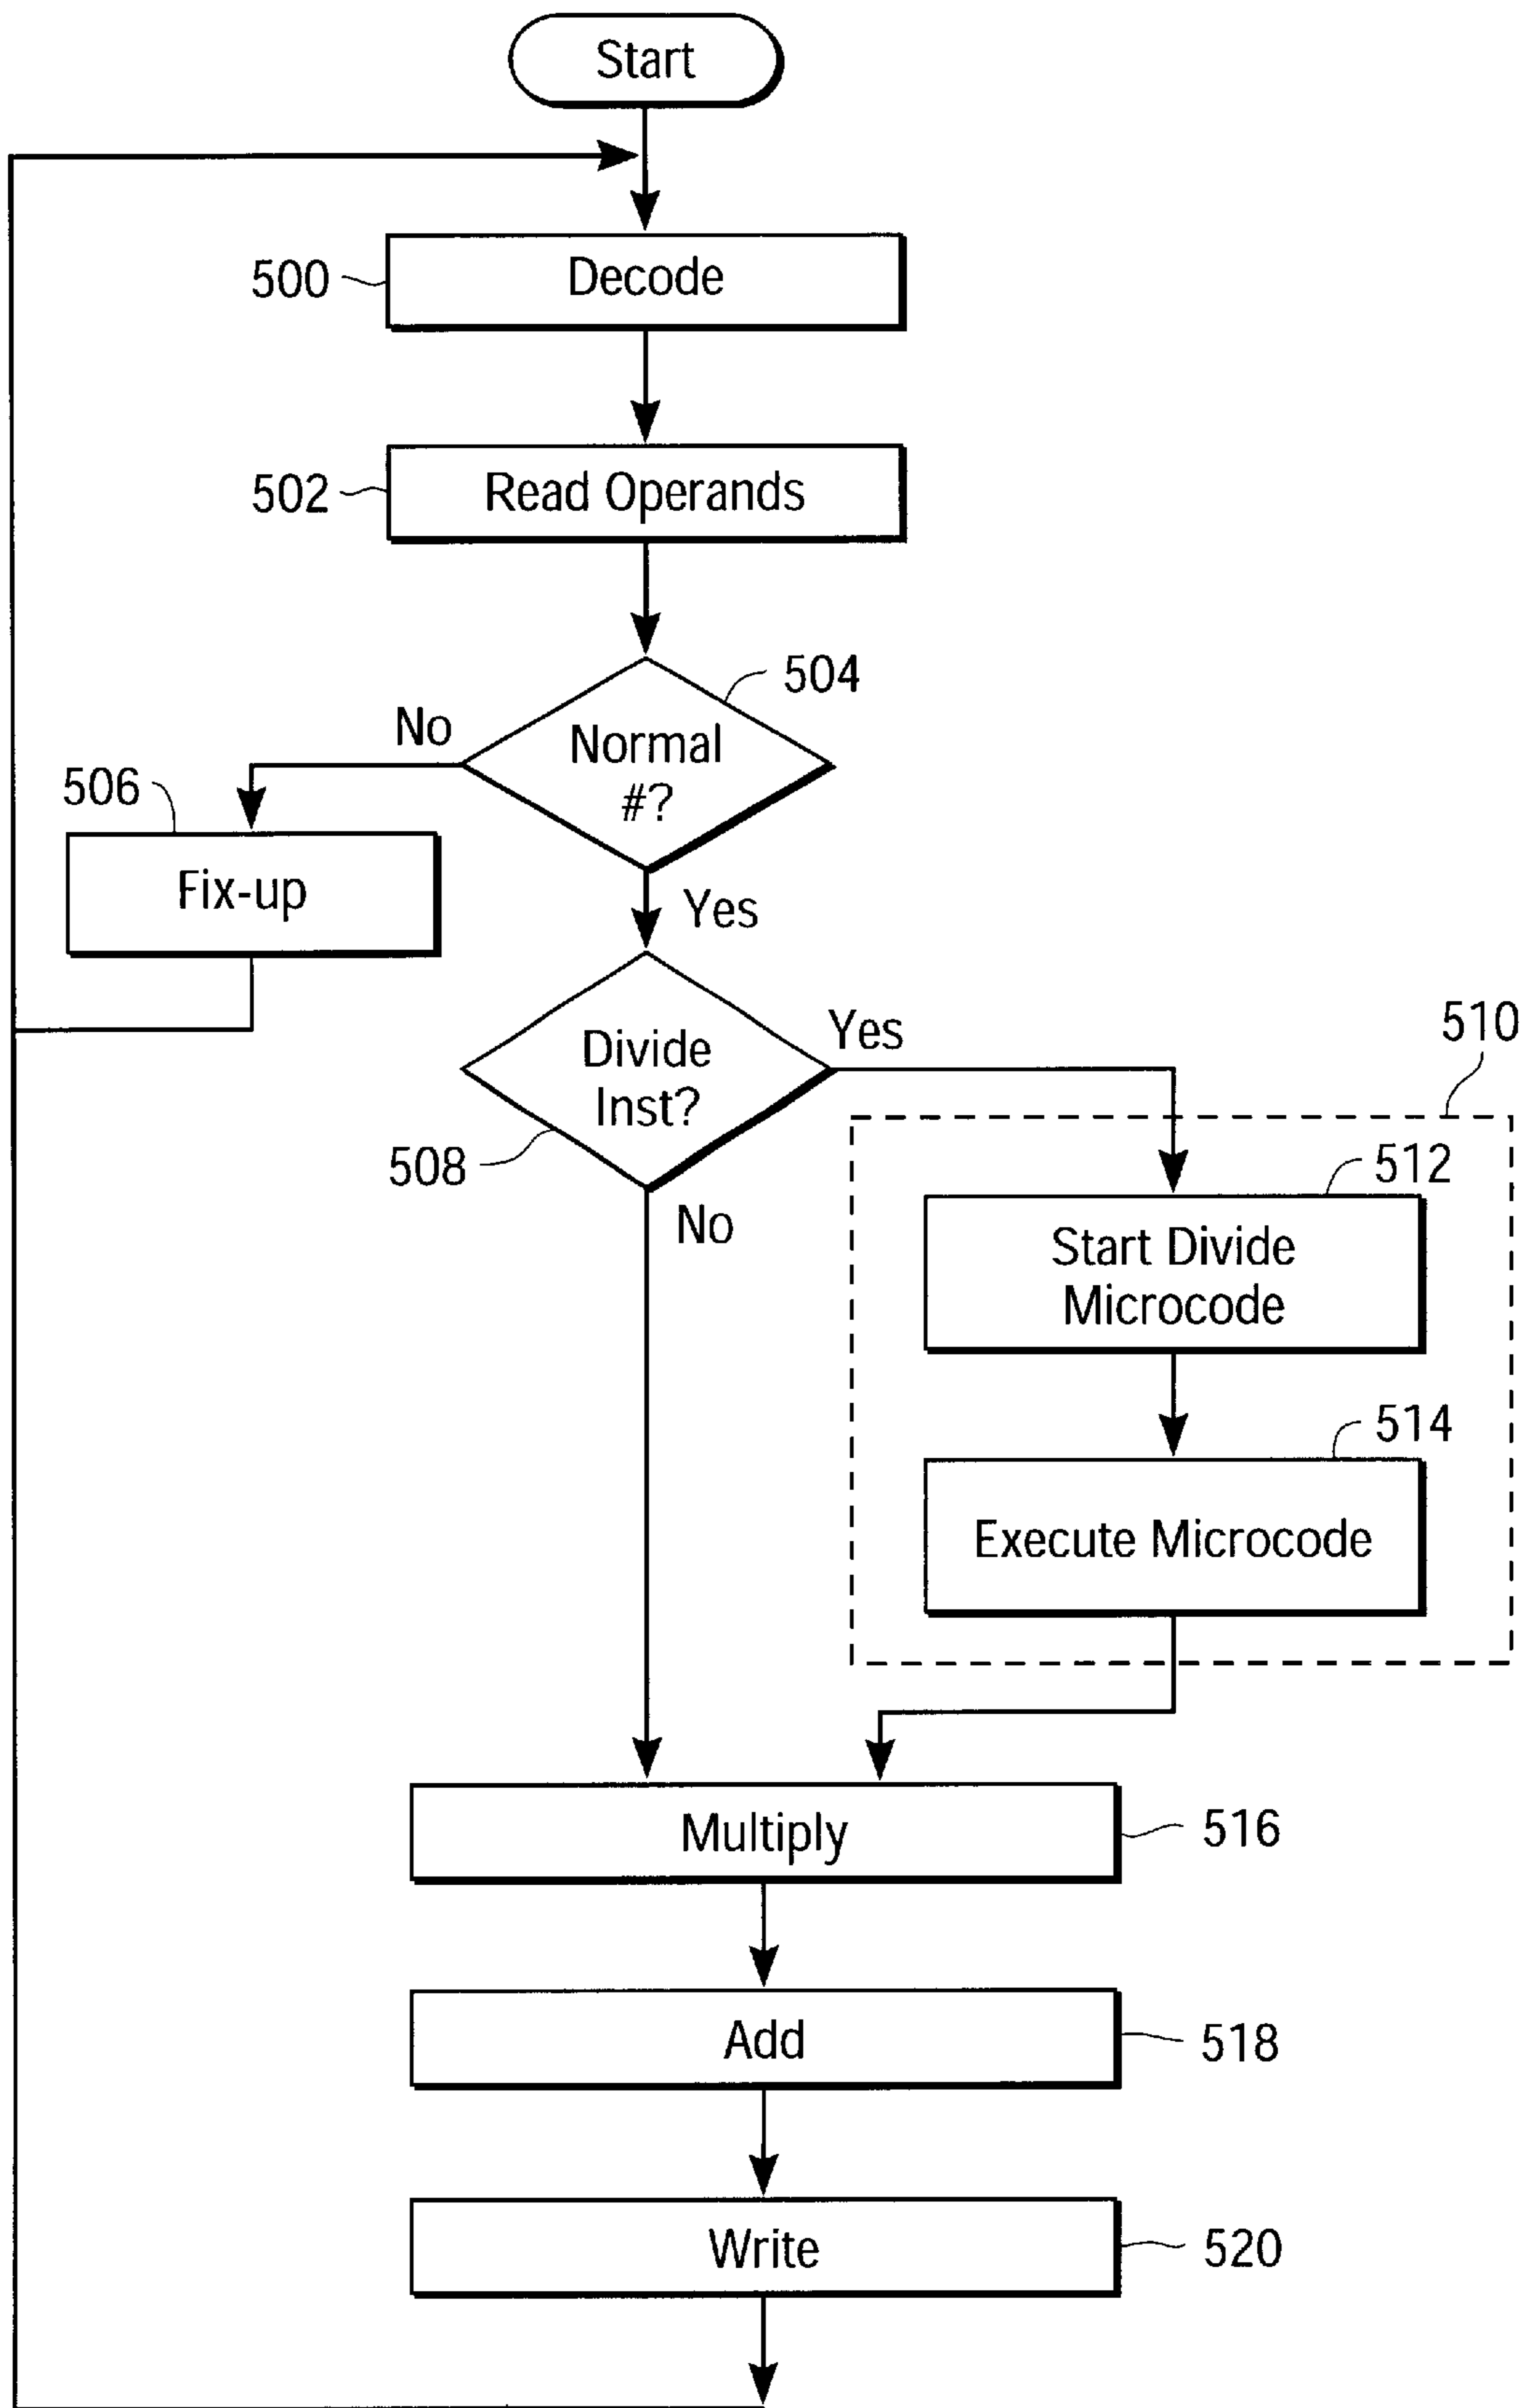 Start
500
Decode
502
Read Operands
504
No
Normal
#?
506
Fix-up
Yes
Divide
Inst?
Yes
510
508
No
512
Start Divide
Microcode
514
Execute Microcode
Multiply
516
Add
518
Write
520